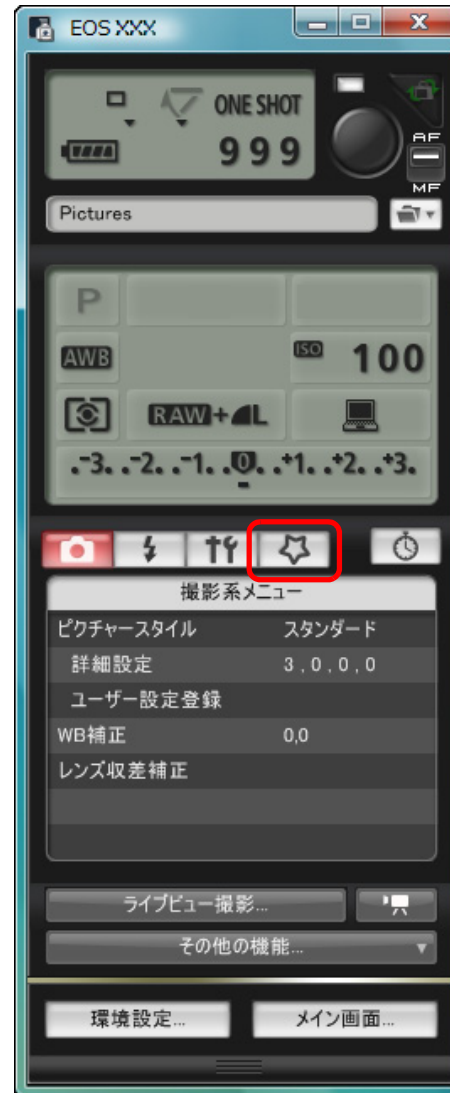 EOS XXX
ONE SHOT
999
AF
MF
Pictures
P
AWB
ISO 100
RAW+L
.-3. .-2. .-1. .0. .+1. .+2. .+3.
撮影系メニュー
ピクチャースタイル スタンダード
詳細設定 3,0,0,0
ユーザー設定登録
WB補正 0,0
レンズ収差補正
ライブビュー撮影...
その他の機能...
環境設定... メイン画面...